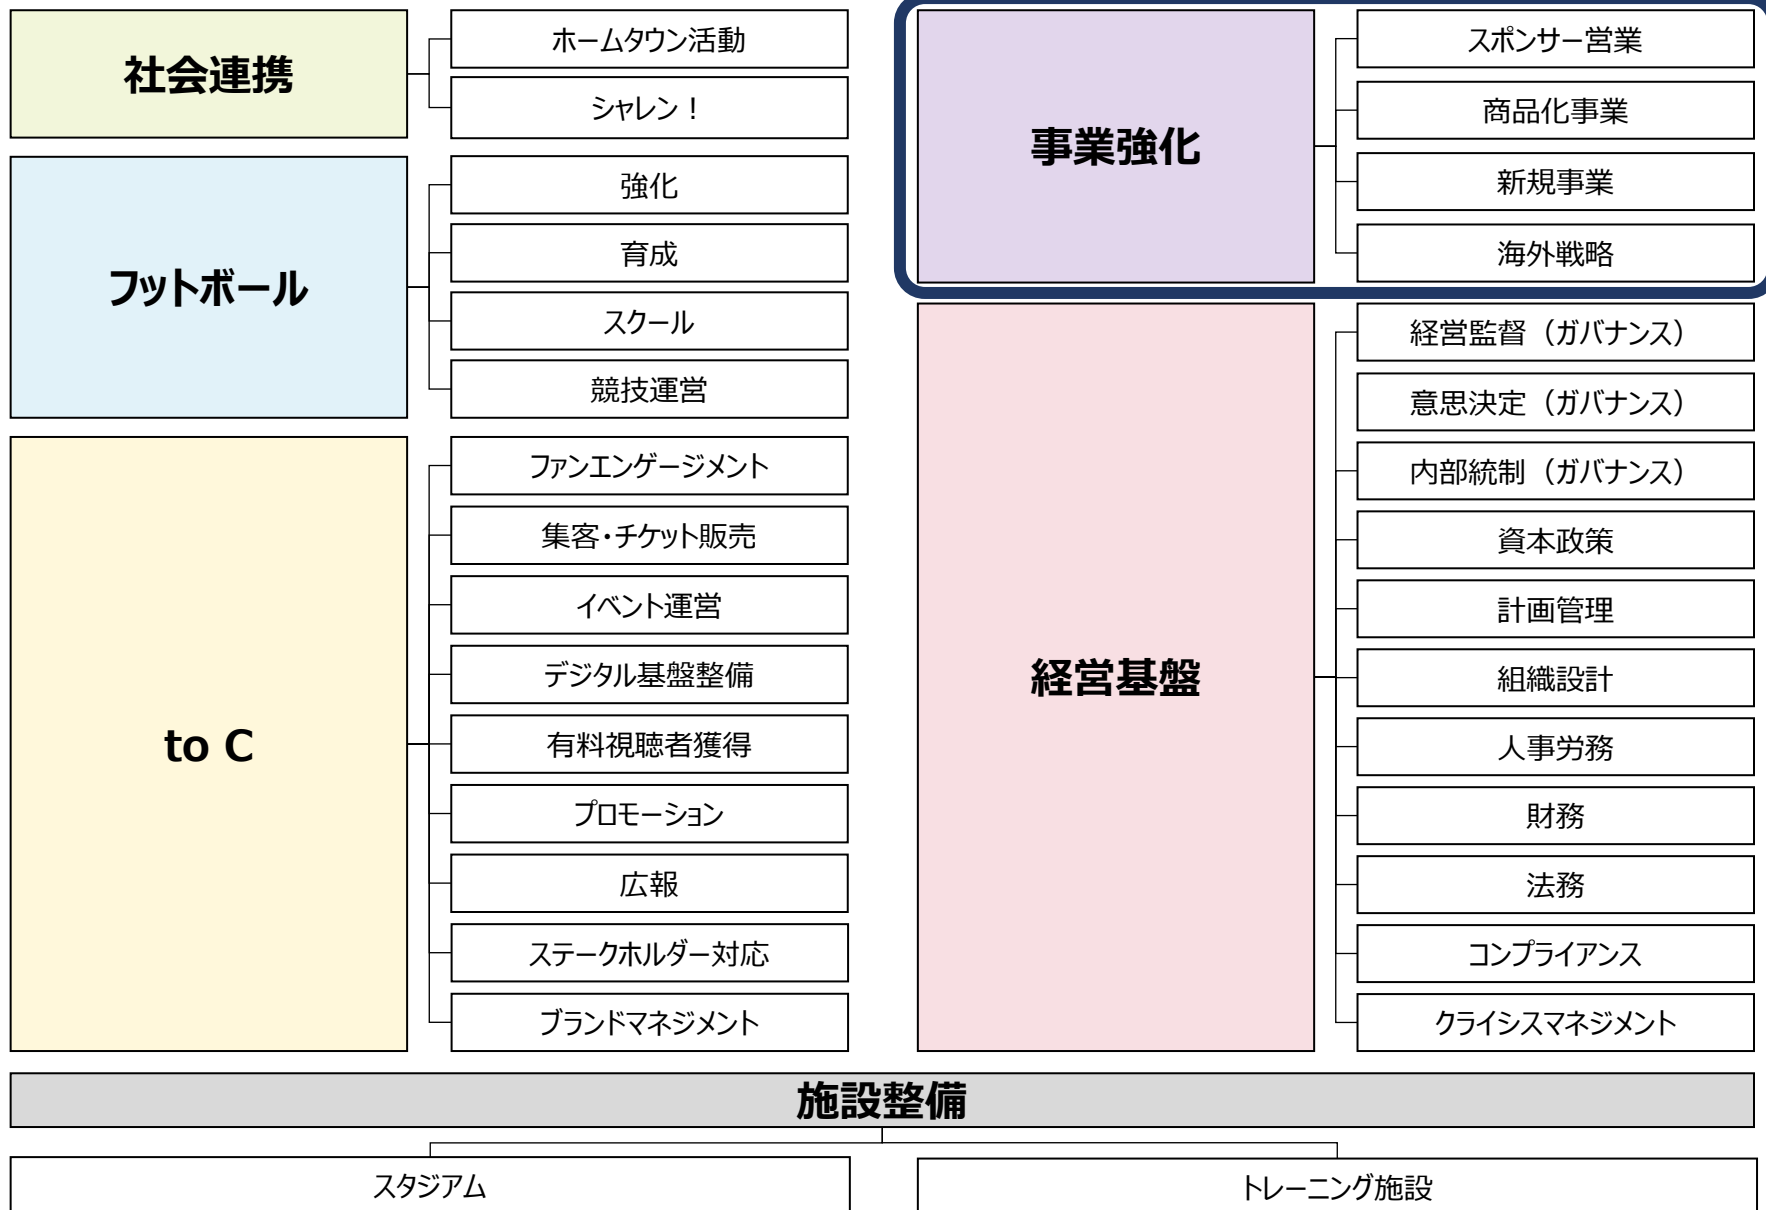 社会連携
ホームタウン活動
シャレン！
フットボール
強化
育成
スクール
競技運営
to C
ファンエンゲージメント
集客・チケット販売
イベント運営
デジタル基盤整備
有料視聴者獲得
プロモーション
広報
ステークホルダー対応
ブランドマネジメント
事業強化
スポンサー営業
商品化事業
新規事業
海外戦略
経営基盤
経営監督（ガバナンス）
意思決定（ガバナンス）
内部統制（ガバナンス）
資本政策
計画管理
組織設計
人事労務
財務
法務
コンプライアンス
クライシスマネジメント
施設整備
スタジアム
トレーニング施設